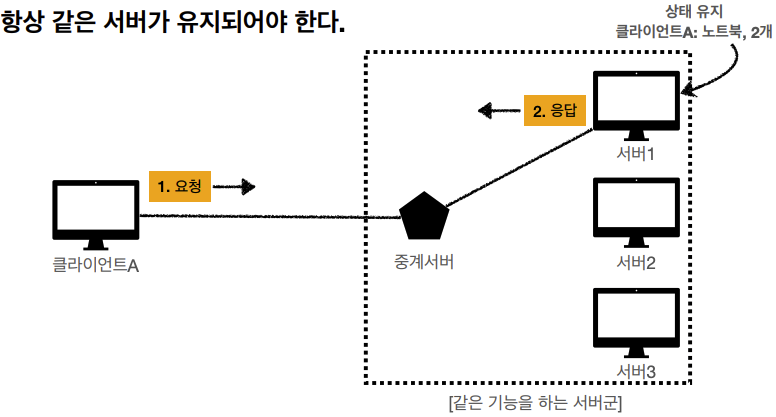 항상 같은 서버가 유지되어야 한다.
상태 유지
클라이언트A: 노트북, 2개
2. 응답
서버1
1. 요청
클라이언트A
중계서버
서버2
서버3
[같은 기능을 하는 서버군]